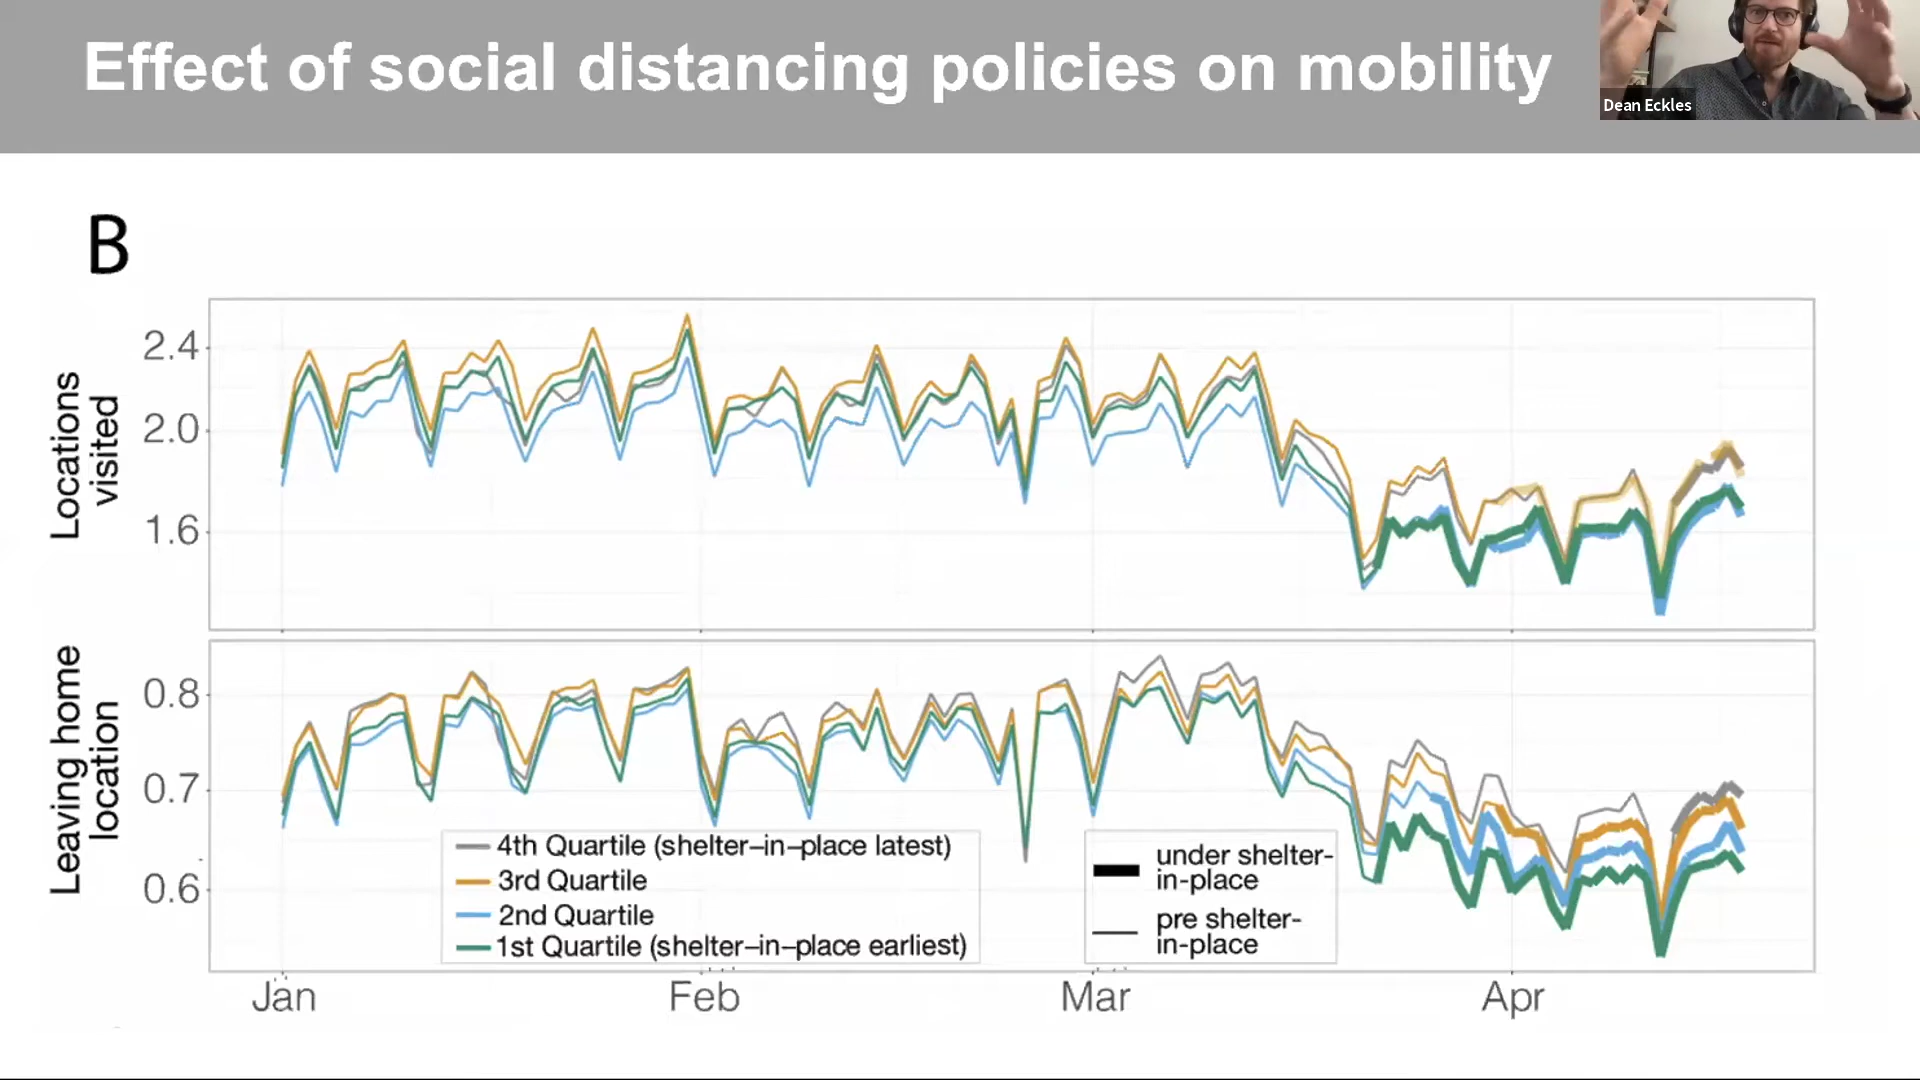 Effect of social distancing policies on mobility
Dean Eckles
B
Locations
visited
2.4
2.0
1.6
Leaving home
location
0.8
0.7
0.6
4th Quartile (shelter–in–place latest)
3rd Quartile
2nd Quartile
1st Quartile (shelter–in–place earliest)
under shelter-
in-place
pre shelter-
in-place
Jan
Feb
Mar
Apr